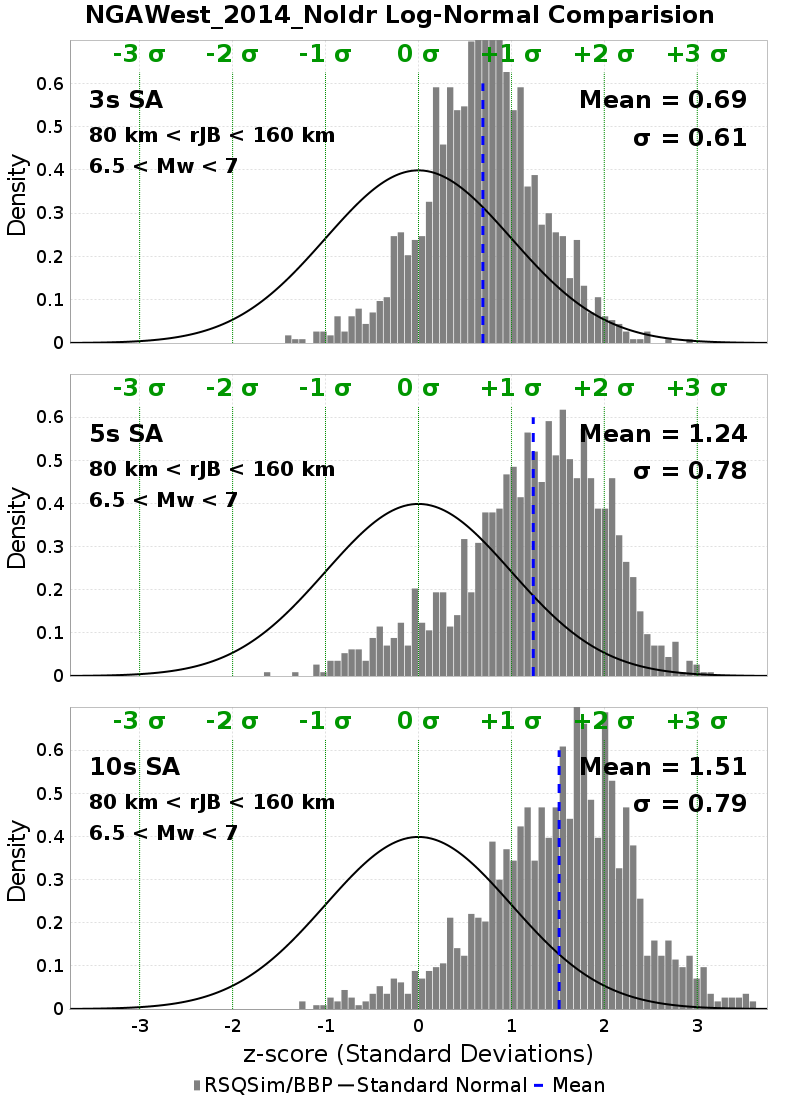 NGAWest_2014_NoIdr Log-Normal Comparision
-3 σ -2 σ -1 σ 0 σ +1 σ +2 σ +3 σ
0.6
3s SA Mean = 0.69
0.5
80 km < rJB < 160 km σ = 0.61
6.5 < Mw < 7
0.4
Density
0.3
0.2
0.1
0
-3 σ -2 σ -1 σ 0 σ +1 σ +2 σ +3 σ
0.6
5s SA Mean = 1.24
0.5
80 km < rJB < 160 km σ = 0.78
6.5 < Mw < 7
0.4
Density
0.3
0.2
0.1
0
-3 σ -2 σ -1 σ 0 σ +1 σ +2 σ +3 σ
0.6
10s SA Mean = 1.51
0.5
80 km < rJB < 160 km σ = 0.79
6.5 < Mw < 7
0.4
Density
0.3
0.2
0.1
0
-3 -2 -1 0 1 2 3
z-score (Standard Deviations)
RSQSim/BBP Standard Normal Mean